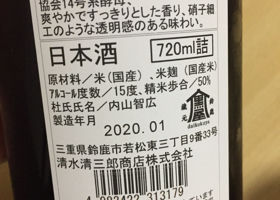 協会14号系酵母、
爽やかですっきりとした香り、硝子細
工のような透明感のある味わい。
日本酒 720ml詰
原材料/米(国産)、米麹(国産米)
アルコール度数/15度、精米歩合/50%
杜氏氏名/内山智広
製造年月 2020.01
三重県鈴鹿市若松東三丁目9番33号
清水清三郎商店株式会社
4 983422 313179